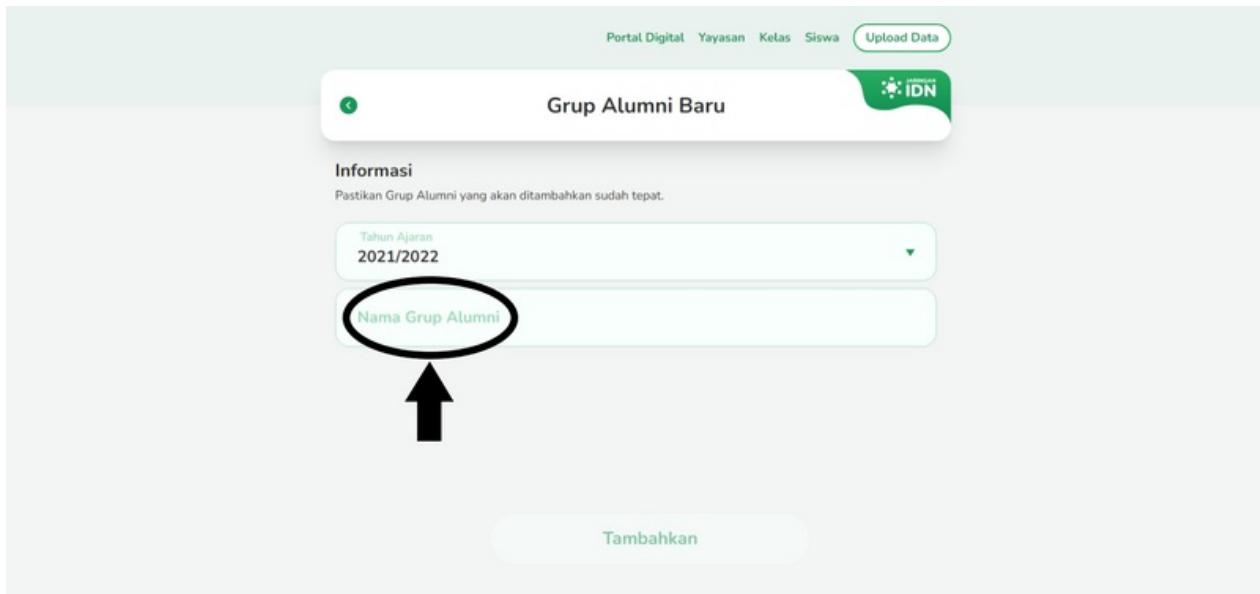 Portal Digital Yayasan Kelas Siswa Upload Data
JARINGAN
IDN
Grup Alumni Baru
Informasi
Pastikan Grup Alumni yang akan ditambahkan sudah tepat.
Tahun Ajaran
2021/2022
Nama Grup Alumni
Tambahkan